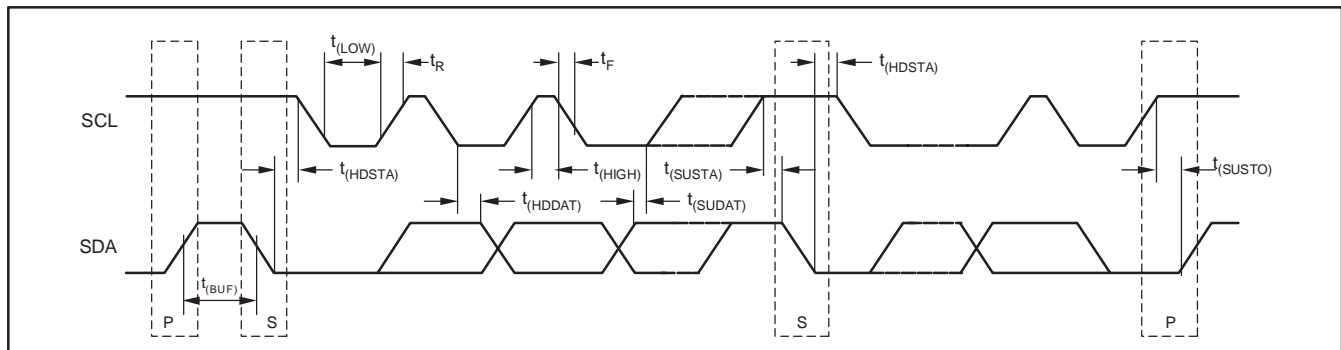 t(LOW)
tR
tF
t(HDSTA)
SCL
t(HDSTA)
t(HIGH)
t(SUSTA)
t(SUSTO)
t(HDDAT)
t(SUDAT)
SDA
t(BUF)
P
S
S
P